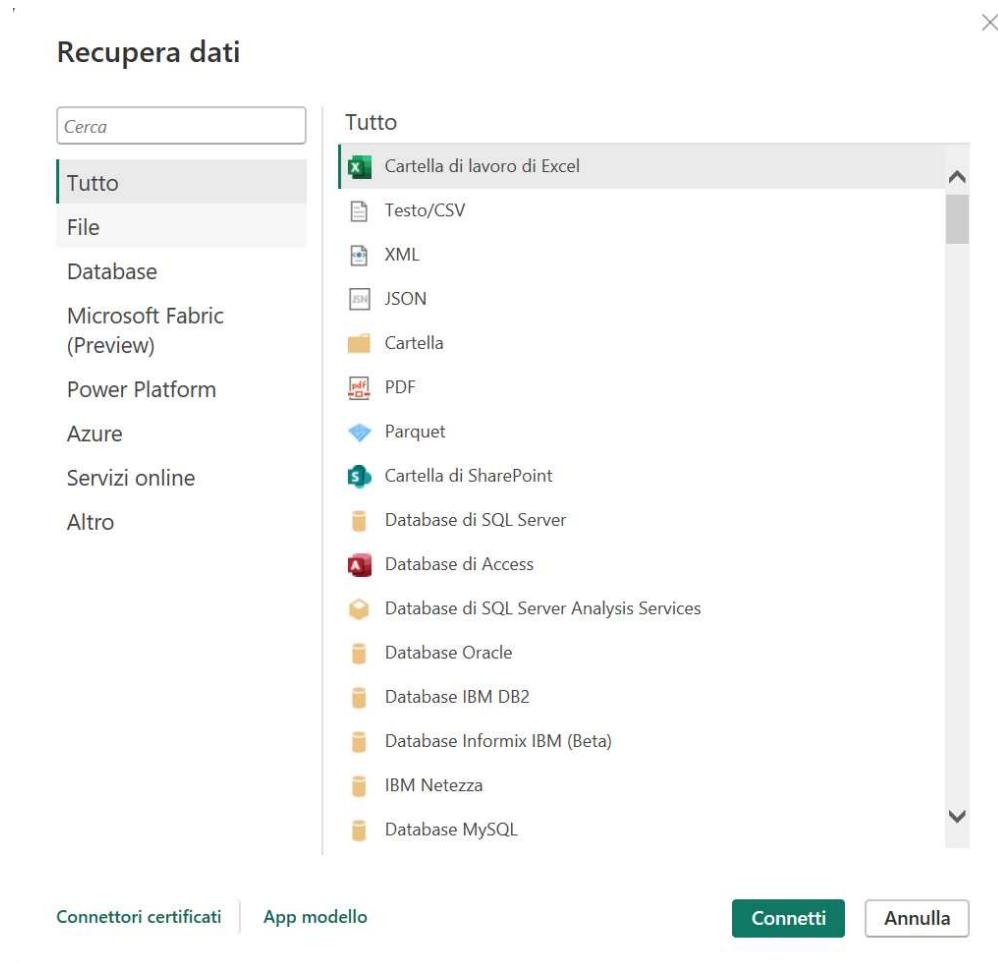 Recupera dati
Cerca
Tutto
File
Database
Microsoft Fabric
(Preview)
Power Platform
Azure
Servizi online
Altro
Tutto
Cartella di lavoro di Excel
Testo/CSV
XML
JSON
Cartella
PDF
Parquet
Cartella di SharePoint
Database di SQL Server
Database di Access
Database di SQL Server Analysis Services
Database Oracle
Database IBM DB2
Database Informix IBM (Beta)
IBM Netezza
Database MySQL
Connettori certificati
App modello
Connetti
Annulla